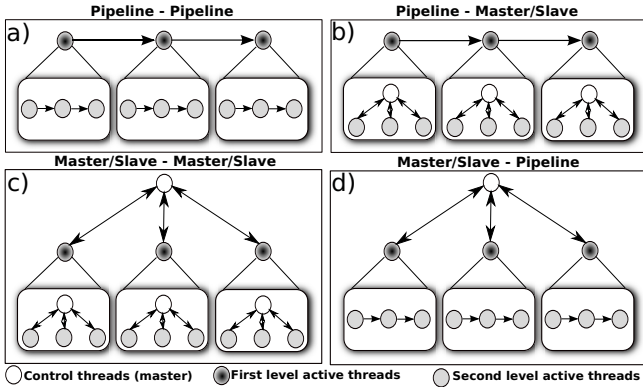 Pipeline - Pipeline
Pipeline - Master/Slave
a)
b)
Master/Slave - Master/Slave
Master/Slave - Pipeline
c)
d)
Control threads (master)
First level active threads
Second level active threads